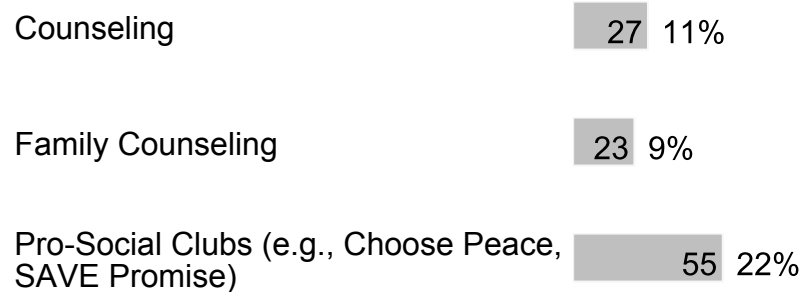 Counseling 27 11%
Family Counseling 23 9%
Pro-Social Clubs (e.g., Choose Peace,
SAVE Promise) 55 22%